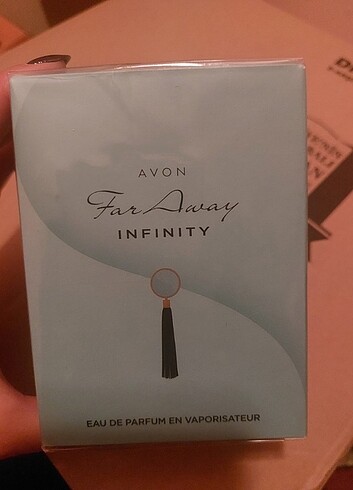 AVON
Far Away
INFINITY
EAU DE PARFUM EN VAPORISATEUR